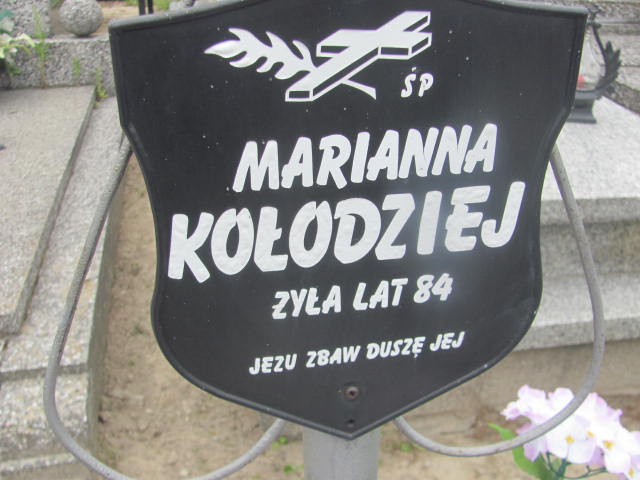 ŚP
MARIANNA
KOŁODZIEJ
ŻYŁA LAT 84
JEZU ZBAW DUSZĘ JEJ